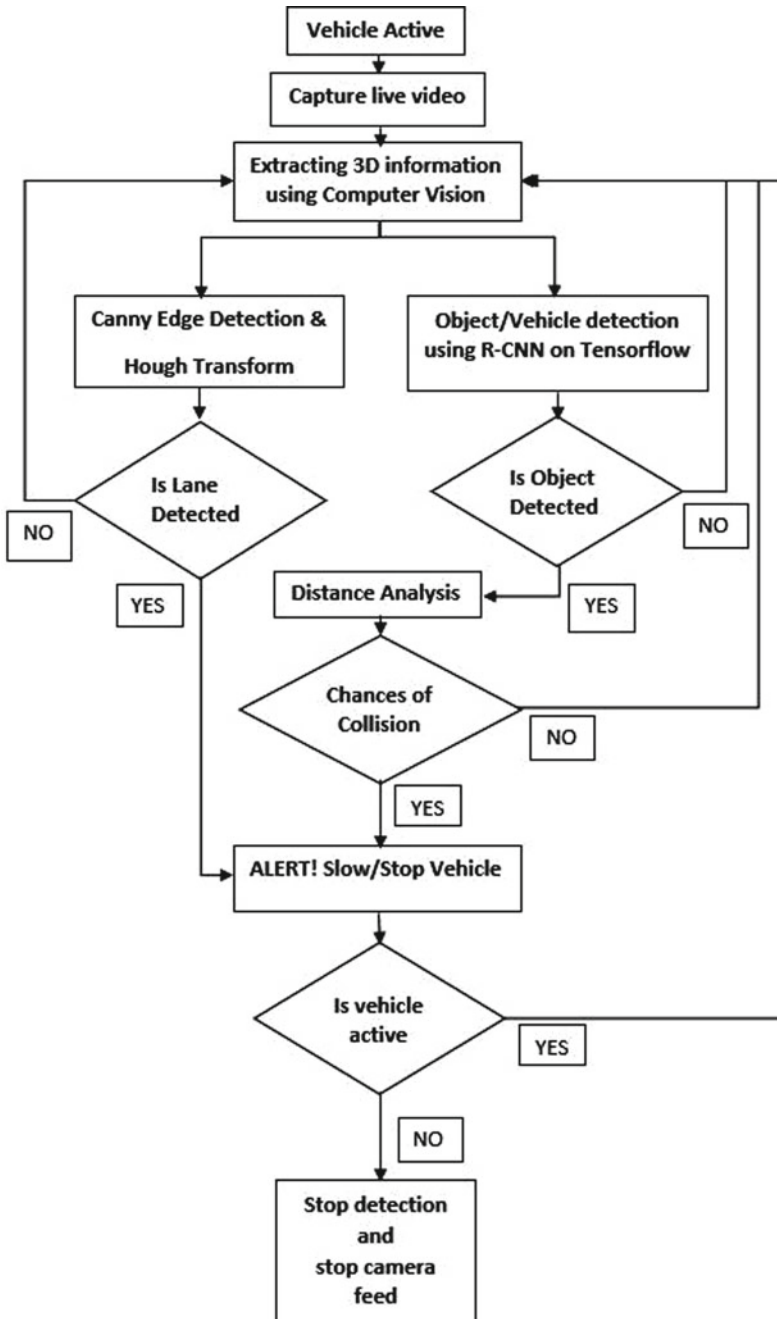 Vehicle Active
Capture live video
Extracting 3D information
using Computer Vision
Canny Edge Detection &
Hough Transform
Object/Vehicle detection
using R-CNN on Tensorflow
Is Lane
Detected
NO
YES
Is Object
Detected
NO
YES
Distance Analysis
Chances of
Collision
NO
YES
ALERT! Slow/Stop Vehicle
Is vehicle
active
YES
NO
Stop detection
and
stop camera
feed